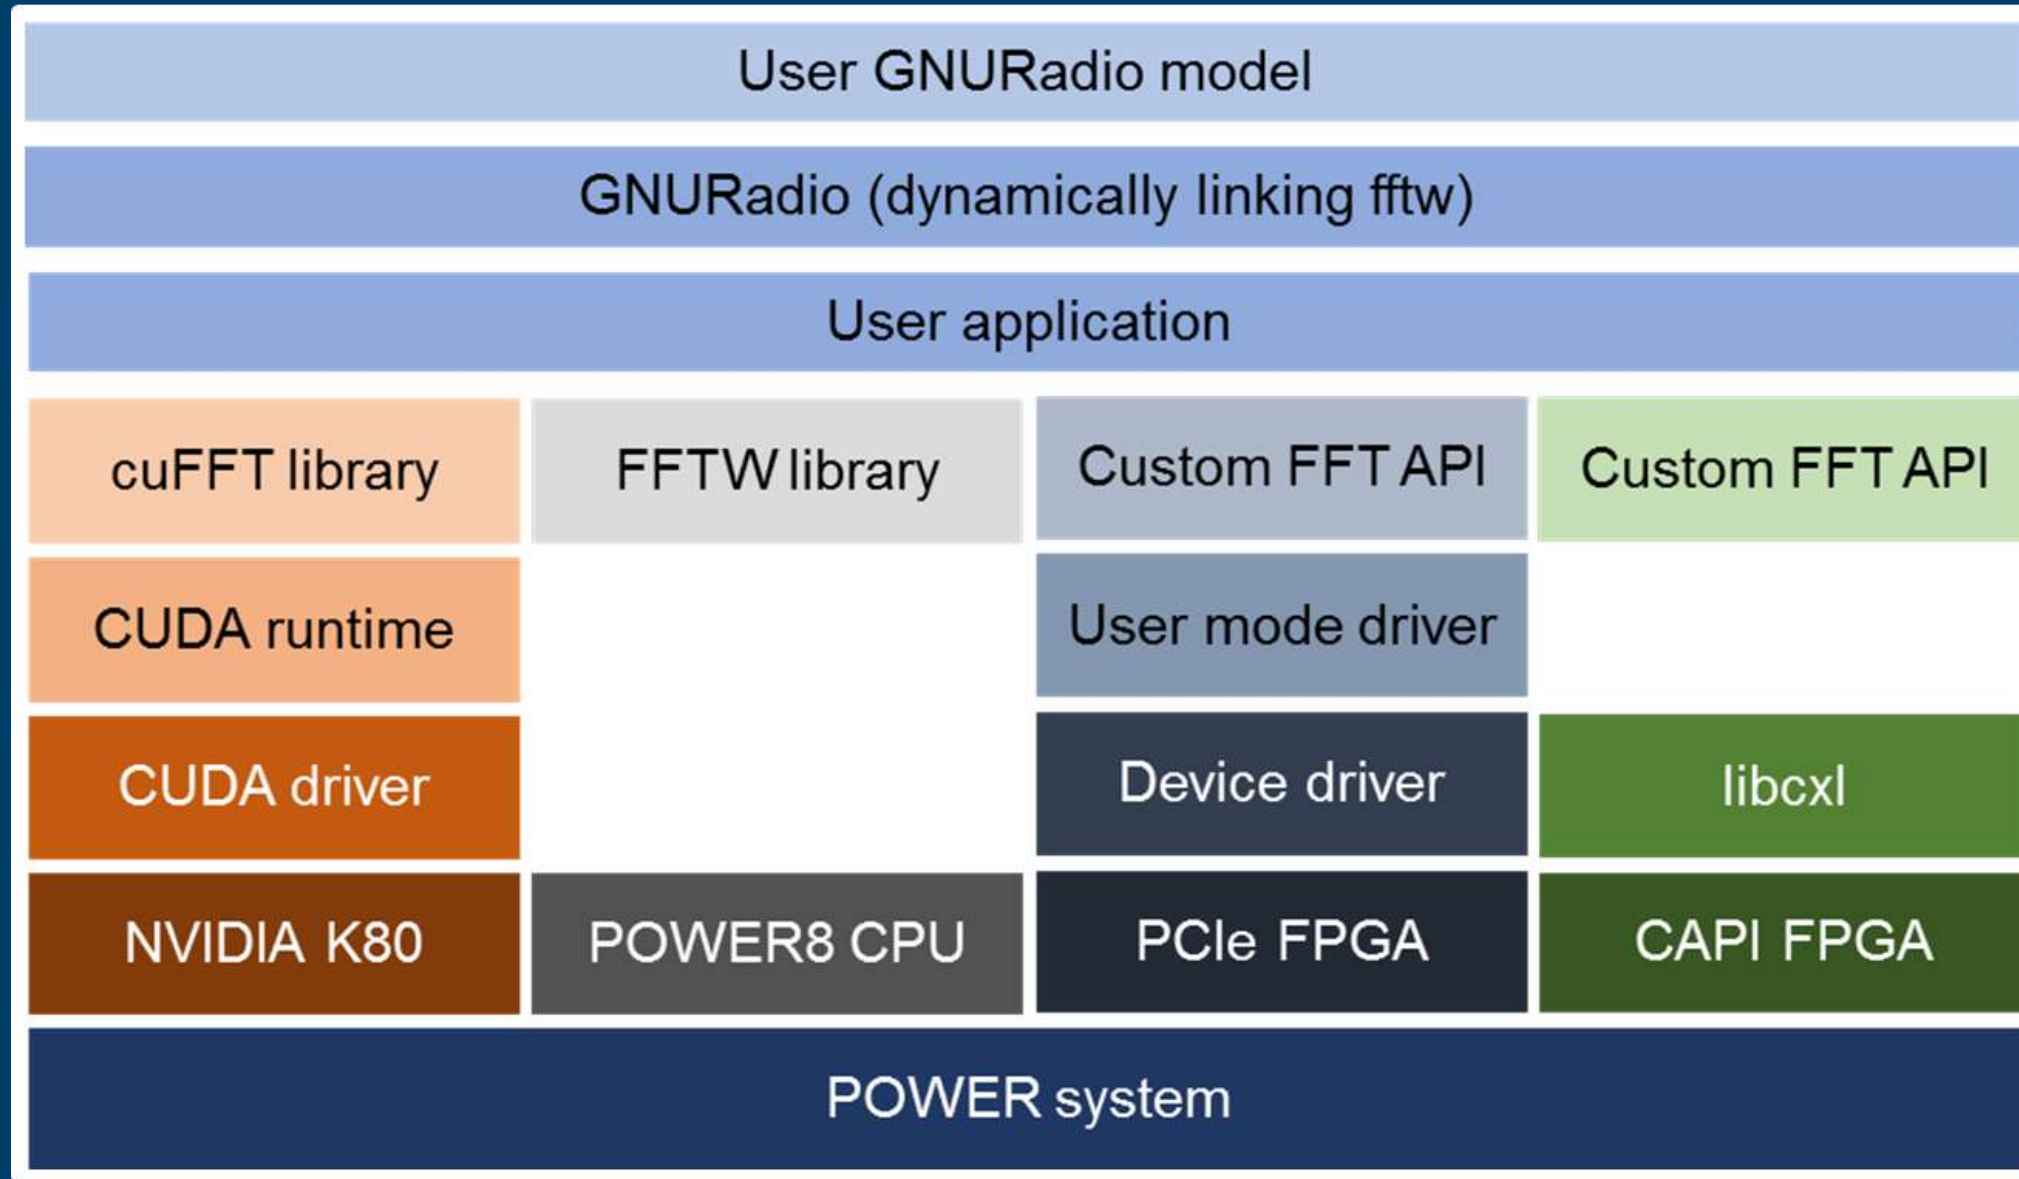 User GNURadio model
GNURadio (dynamically linking fftw)
User application
cuFFT library
FFTW library
Custom FFT API
Custom FFT API
CUDA runtime
User mode driver
CUDA driver
Device driver
libcxl
NVIDIA K80
POWER8 CPU
PCIe FPGA
CAPI FPGA
POWER system